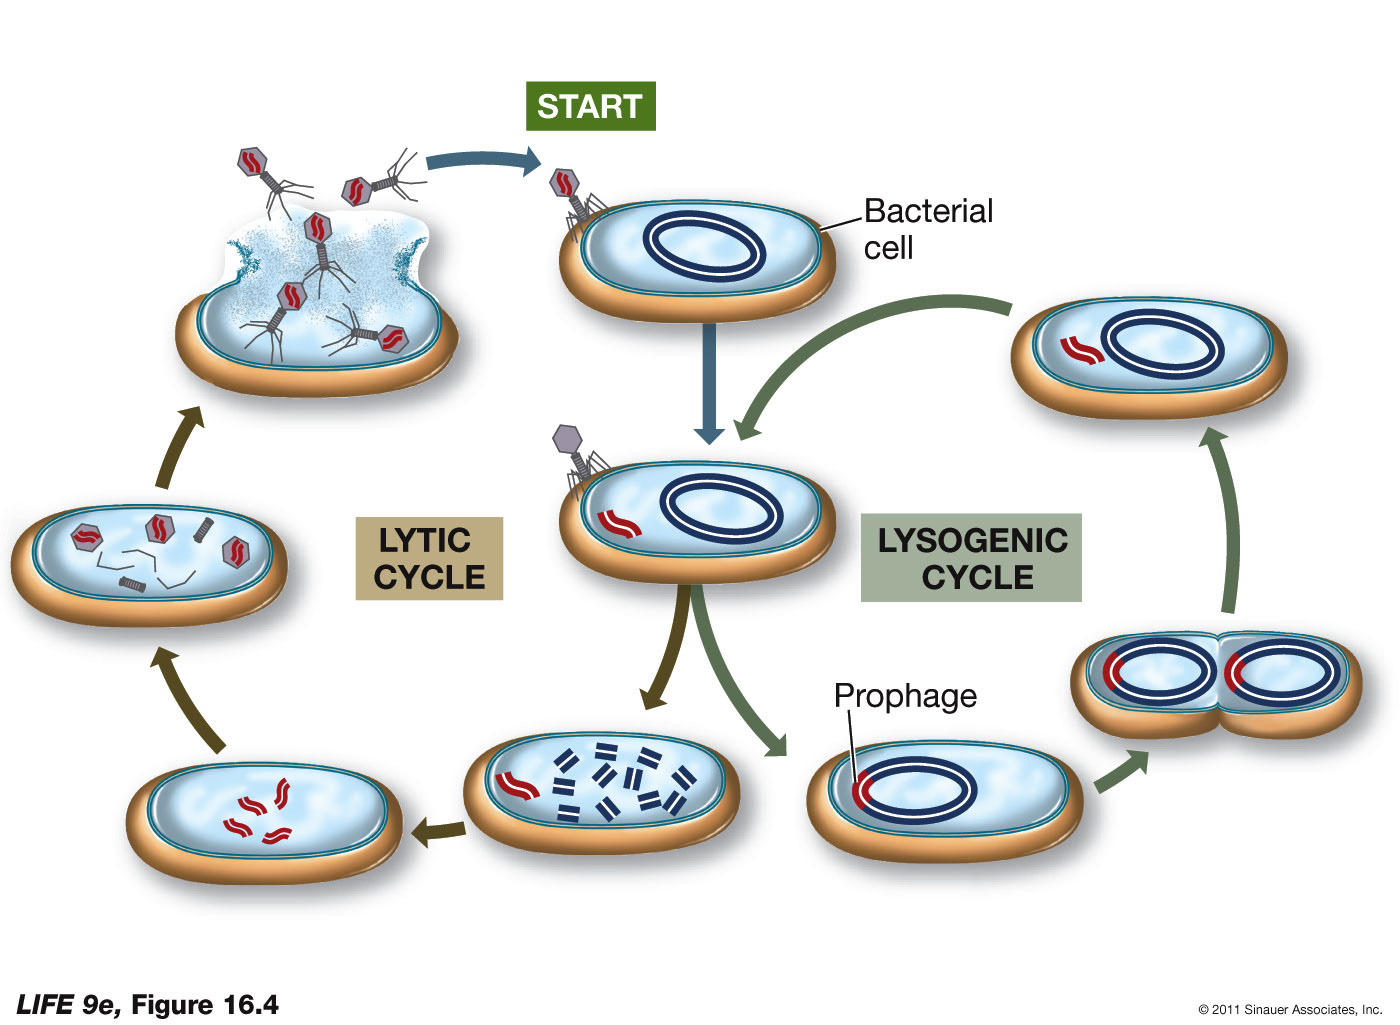 START
Bacterial
cell
LYTIC
CYCLE
LYSOGENIC
CYCLE
Prophage
LIFE 9e, Figure 16.4
© 2011 Sinauer Associates, Inc.